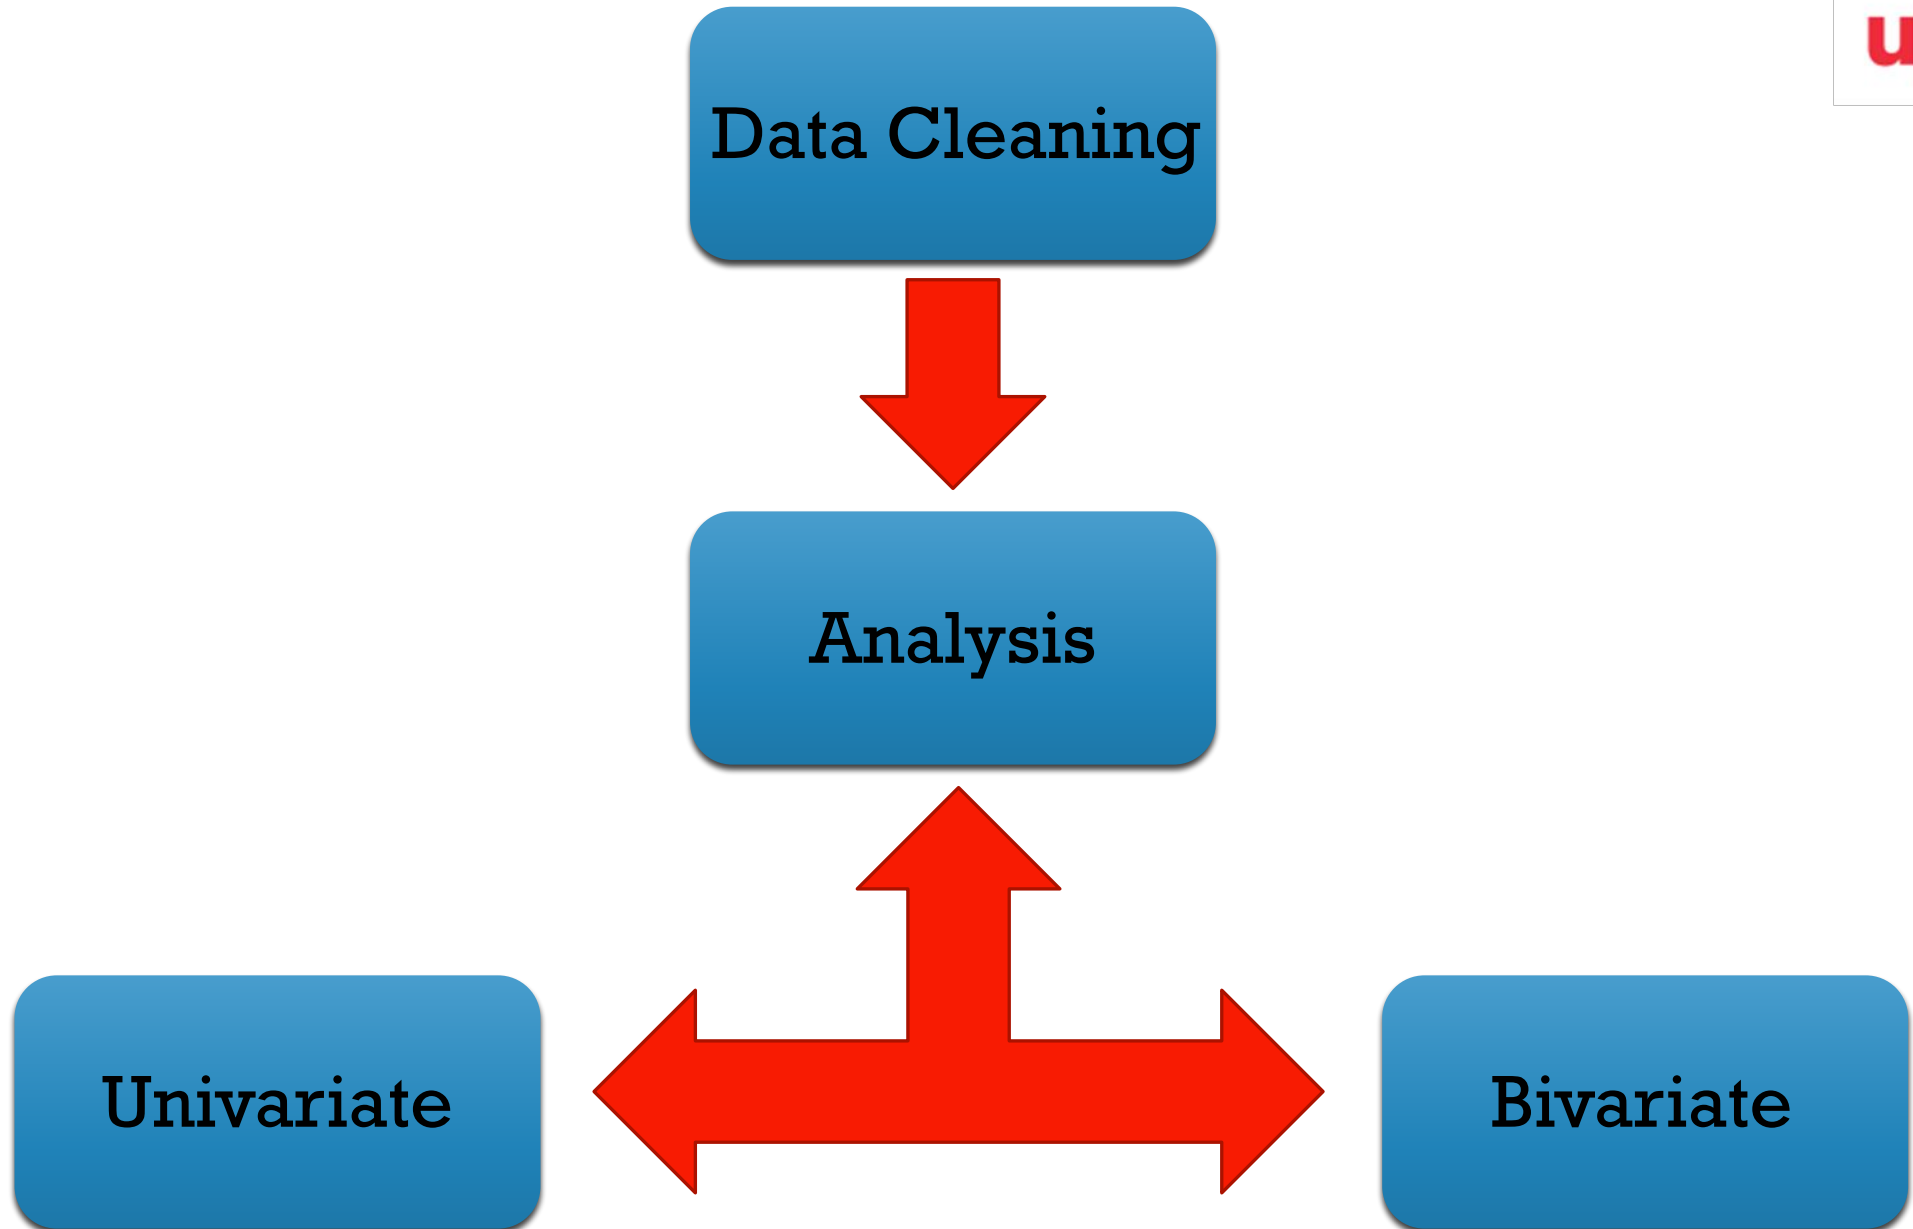 u
Data Cleaning
Analysis
Univariate
Bivariate